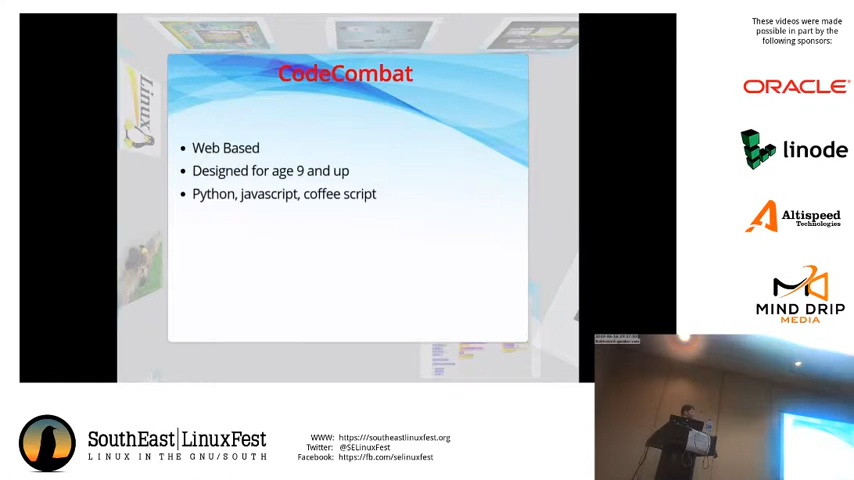 These videos were made
possible in part by the
following sponsors:
CodeCombat
Linux
ORACLE
Web Based
linode
Designed for age 9 and up
Python, javascript, coffee script
Altispeed
Technologies
MIND DRIP
MEDIA
SouthEast|LinuxFest
LINUX IN THE GNU/SOUTH
WWW: https:///southeastlinuxfest.org
Twitter: @SELinuxFest
Facebook: https://fb.com/selinuxfest